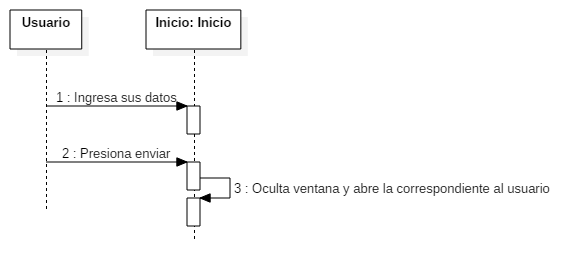 Usuario
Inicio: Inicio
1 : Ingresa sus datos
2 : Presiona enviar
3 : Oculta ventana y abre la correspondiente al usuario